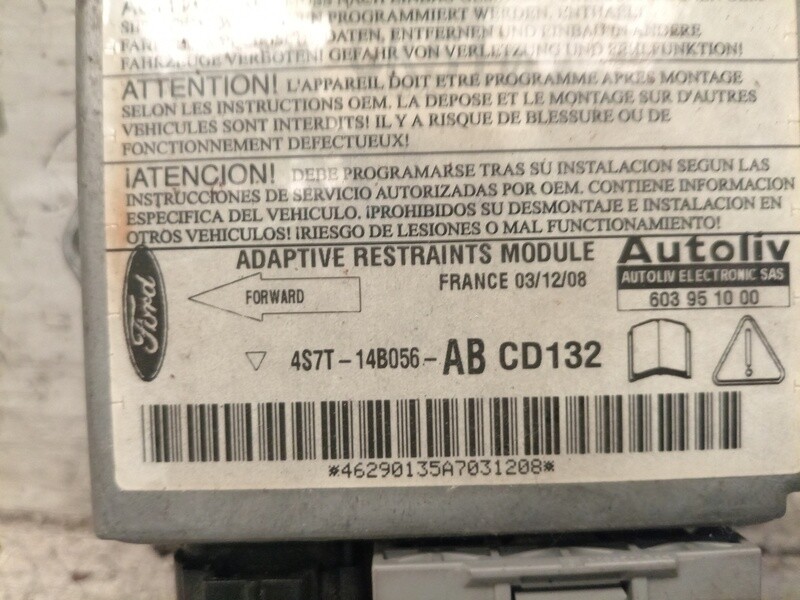 PROGRAMMIERT WERDEN, ENTHAELT
DATEN, ENTFERNEN UND EINBAU IN ANDERE
FAHRZEUGE VERBOTEN! GEFAHR VON VERLETZUNG UND FEHLFUNKTION!
ATTENTION! L'APPAREIL DOIT ETRE PROGRAMME APRES MONTAGE
SELON LES INSTRUCTIONS OEM. LA DEPOSE ET LE MONTAGE SUR D'AUTRES
VEHICULES SONT INTERDITS! IL Y A RISQUE DE BLESSURE OU DE
FONCTIONNEMENT DEFECTUEUX!
¡ATENCION! DEBE PROGRAMARSE TRAS SU INSTALACION SEGUN LAS
INSTRUCCIONES DE SERVICIO AUTORIZADAS POR OEM. CONTIENE INFORMACION
ESPECIFICA DEL VEHICULO. ¡PROHIBIDOS SU DESMONTAJE E INSTALACION EN
OTROS VEHICULOS! ¡RIESGO DE LESIONES O MAL FUNCIONAMIENTO!
ADAPTIVE RESTRAINTS MODULE
Autoliv
FRANCE 03/12/08
AUTOLIV ELECTRONIC SAS
603 95 10 00
Ford
FORWARD
4S7T-14B056-AB CD132
*46290135A7031208*